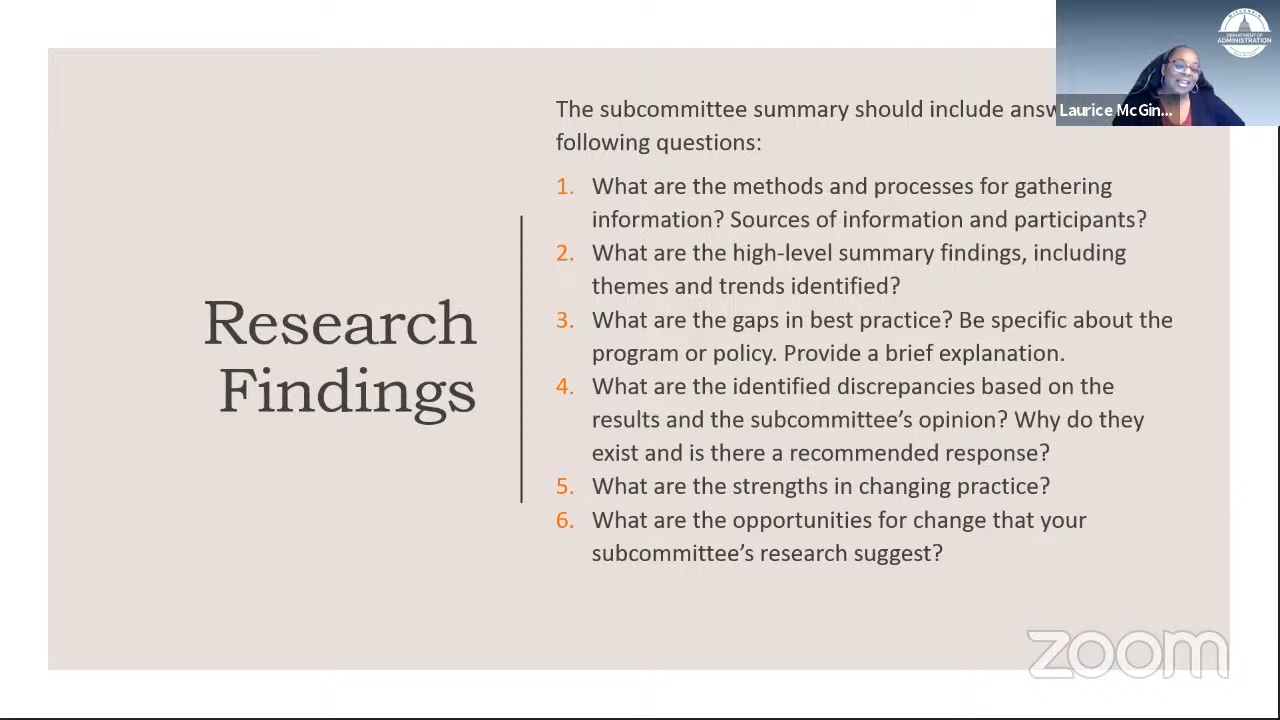 The subcommittee summary should include
following questions:
1. What are the methods and processes for gathering
information? Sources of information and participants?
2. What are the high-level summary findings, including
themes and trends identified?
3. What are the gaps in best practice? Be specific about the
program or policy. Provide a brief explanation.
4. What are the identified discrepancies based on the
results and the subcommittee’s opinion? Why do they
exist and is there a recommended response?
5. What are the strengths in changing practice?
6. What are the opportunities for change that your
subcommittee’s research suggest?
Research
Findings
Laurice McGin...
WISCONSIN
DEPARTMENT OF
ADMINISTRATION
zoom